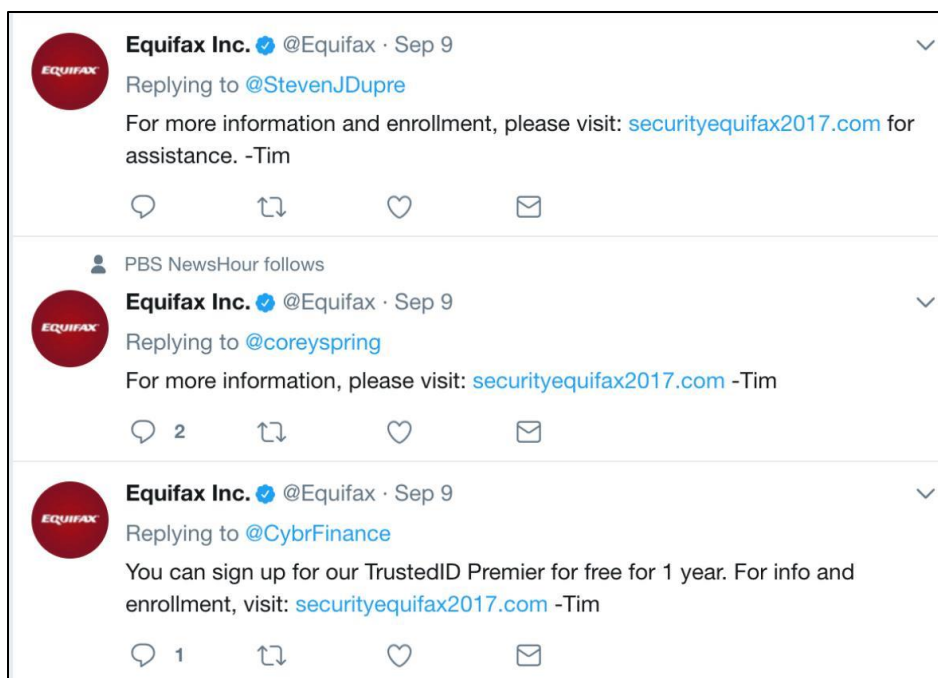 EQUIFAX
Equifax Inc. @Equifax · Sep 9
Replying to @StevenJDupre
For more information and enrollment, please visit: securityequifax2017.com for
assistance. -Tim
PBS NewsHour follows
EQUIFAX
Equifax Inc. @Equifax · Sep 9
Replying to @coreyspring
For more information, please visit: securityequifax2017.com -Tim
2
EQUIFAX
Equifax Inc. @Equifax · Sep 9
Replying to @CybrFinance
You can sign up for our TrustedID Premier for free for 1 year. For info and
enrollment, visit: securityequifax2017.com -Tim
1